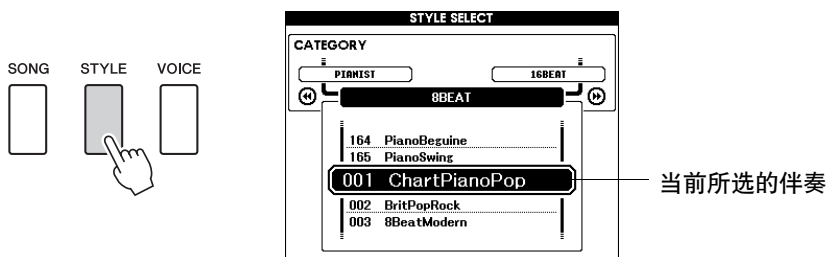 STYLE SELECT
CATEGORY
SONG STYLE VOICE
PIANIST 16BEAT
8BEAT
164 PianoBeguine
165 PianoSwing
001 ChartPianoPop
当前所选的伴奏
002 BritPopRock
003 8BeatModern